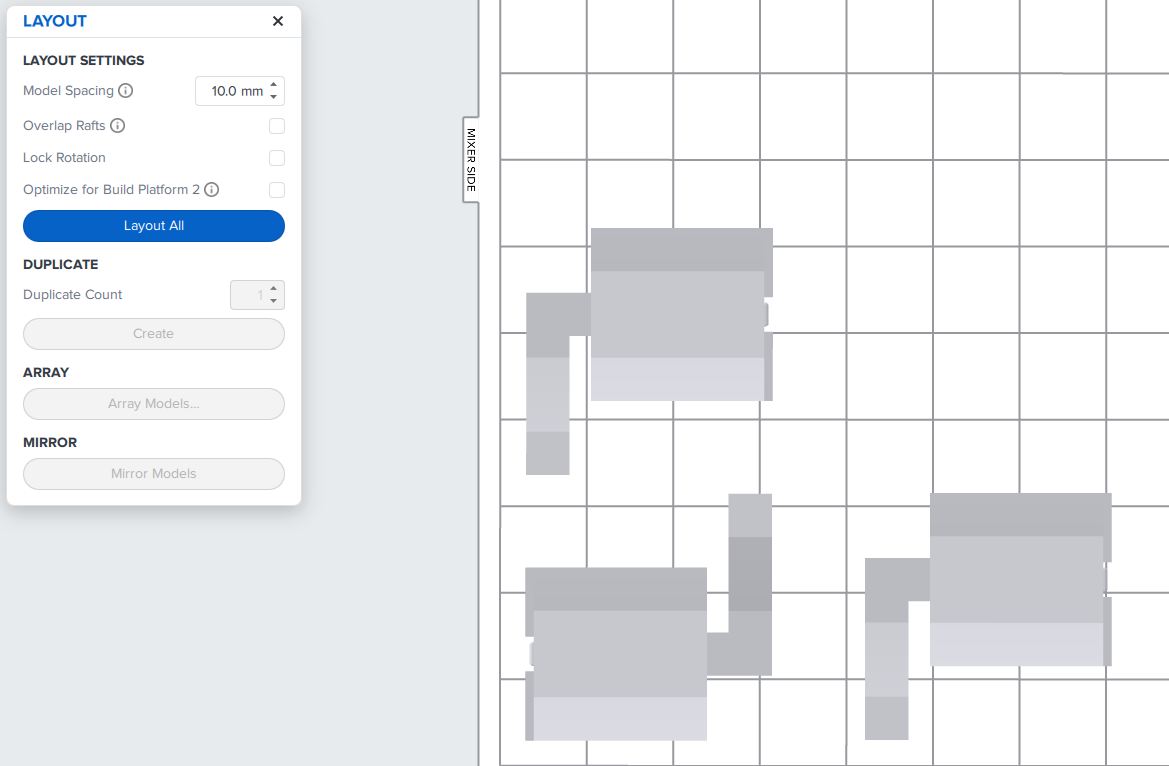 LAYOUT
LAYOUT SETTINGS
Model Spacing 10.0 mm
Overlap Rafts
Lock Rotation
Optimize for Build Platform 2
Layout All
DUPLICATE
Duplicate Count 1
Create
ARRAY
Array Models...
MIRROR
Mirror Models
MIXER SIDE